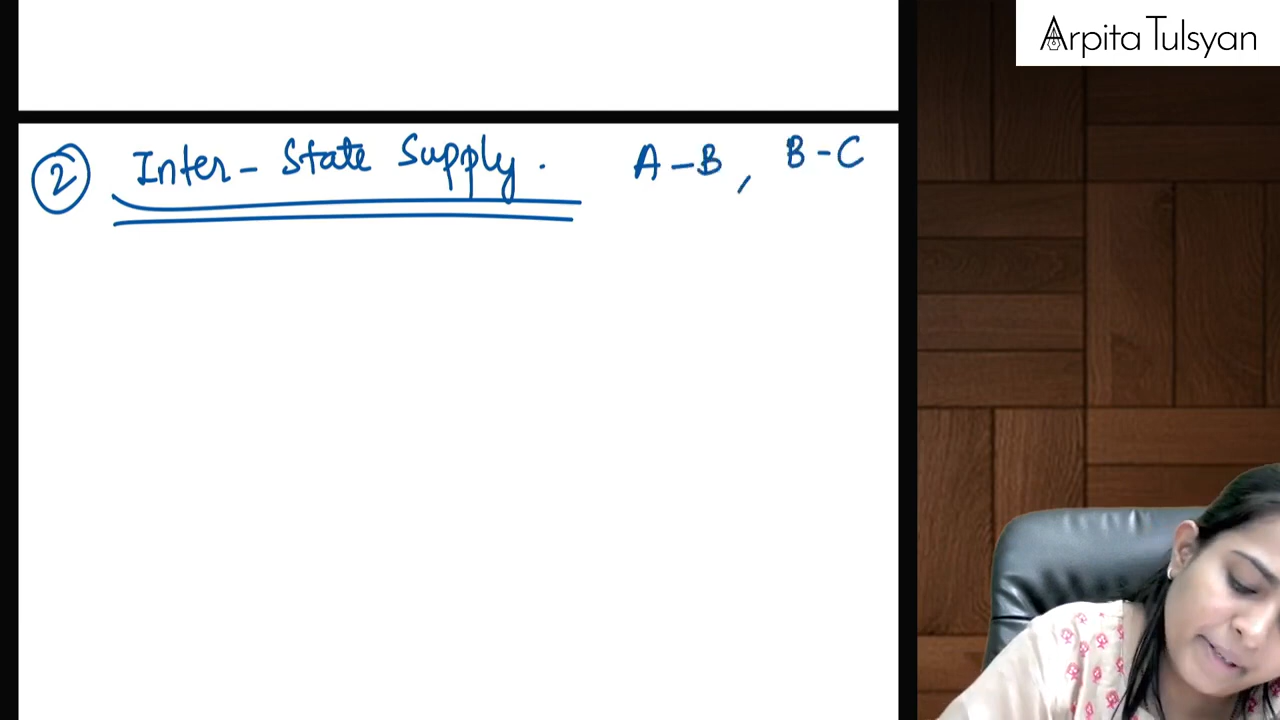 Arpita Tulsyan
② Inter-State Supply. A-B, B-C